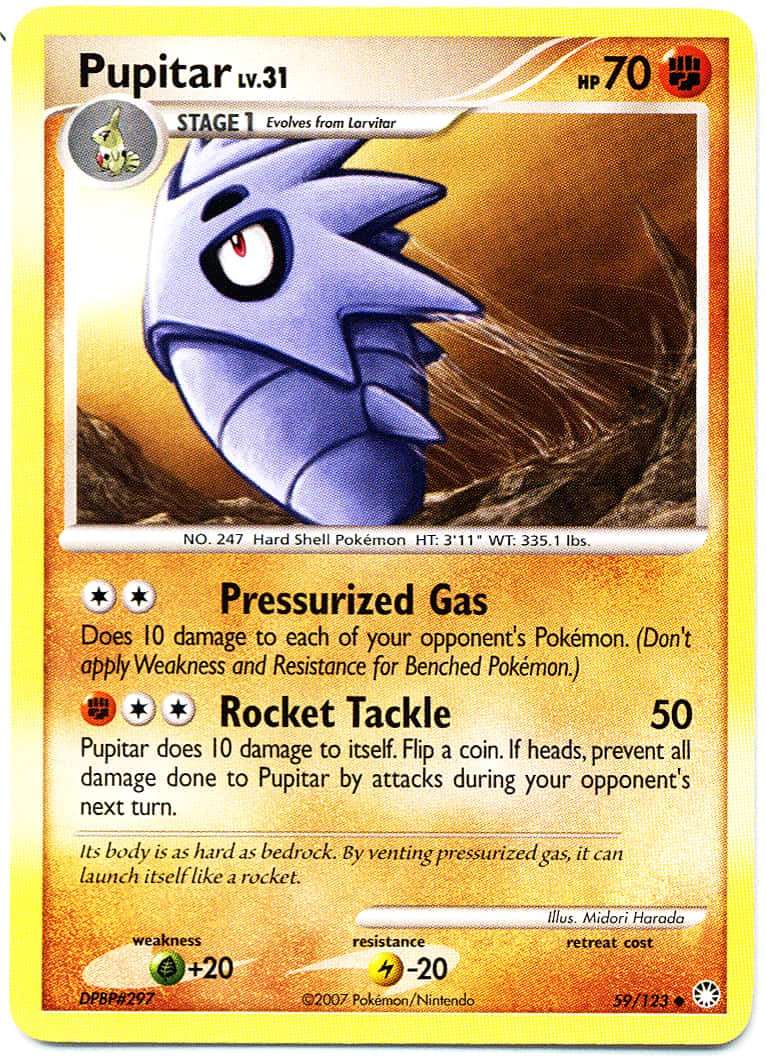 Pupitar LV.31 HP 70
STAGE 1 Evolves from Larvitar
NO. 247 Hard Shell Pokémon HT: 3'11" WT: 335.1 lbs.
Pressurized Gas
Does 10 damage to each of your opponent's Pokémon. (Don't
apply Weakness and Resistance for Benched Pokémon.)
Rocket Tackle 50
Pupitar does 10 damage to itself. Flip a coin. If heads, prevent all
damage done to Pupitar by attacks during your opponent's
next turn.
Its body is as hard as bedrock. By venting pressurized gas, it can
launch itself like a rocket.
Illus. Midori Harada
weakness resistance retreat cost
+20 -20
DPBP#297 ©2007 Pokémon/Nintendo 59/123